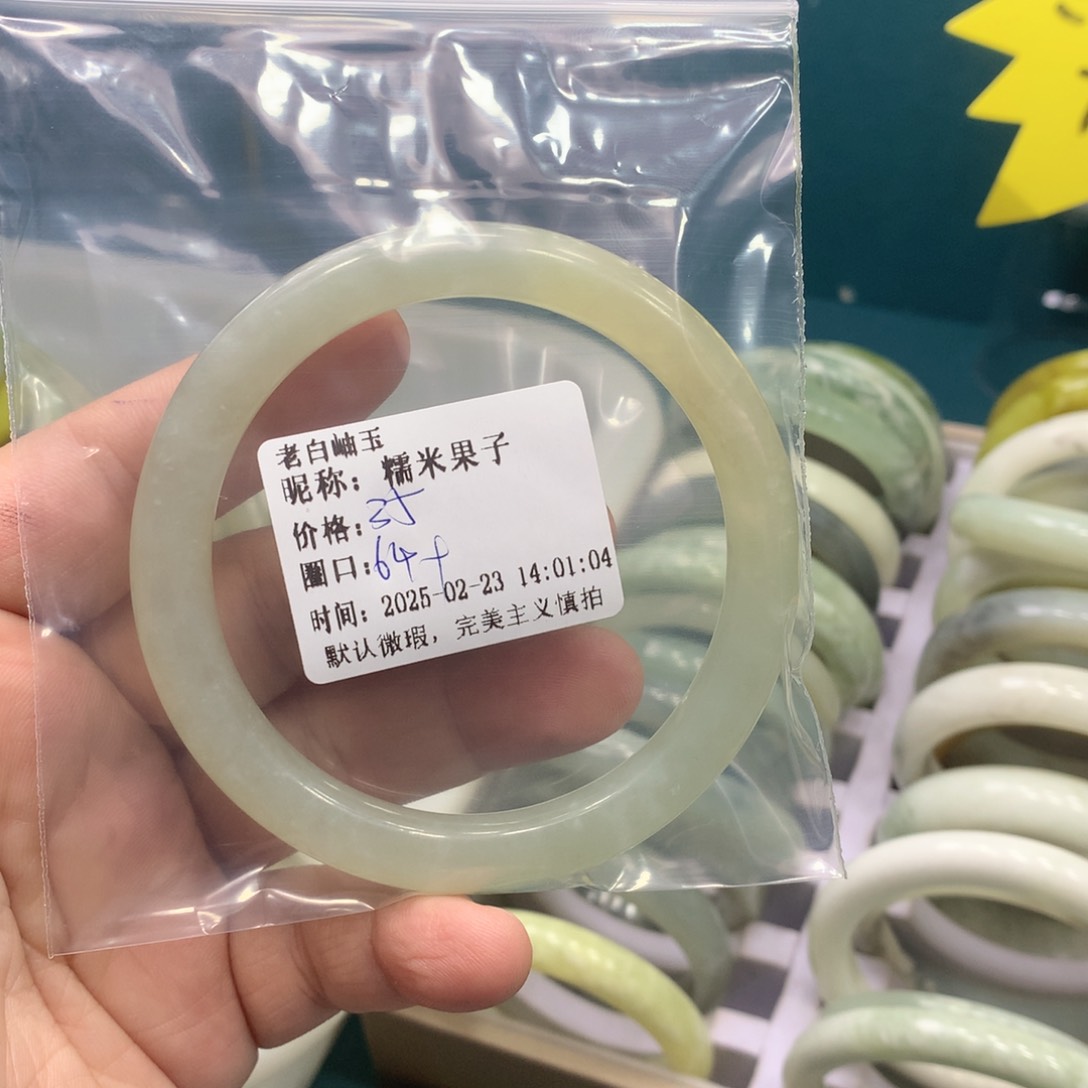 老白岫玉
昵称：糯米果子
价格：25
圈口：64+
时间：2025-02-23 14:01:04
默认微瑕，完美主义慎拍